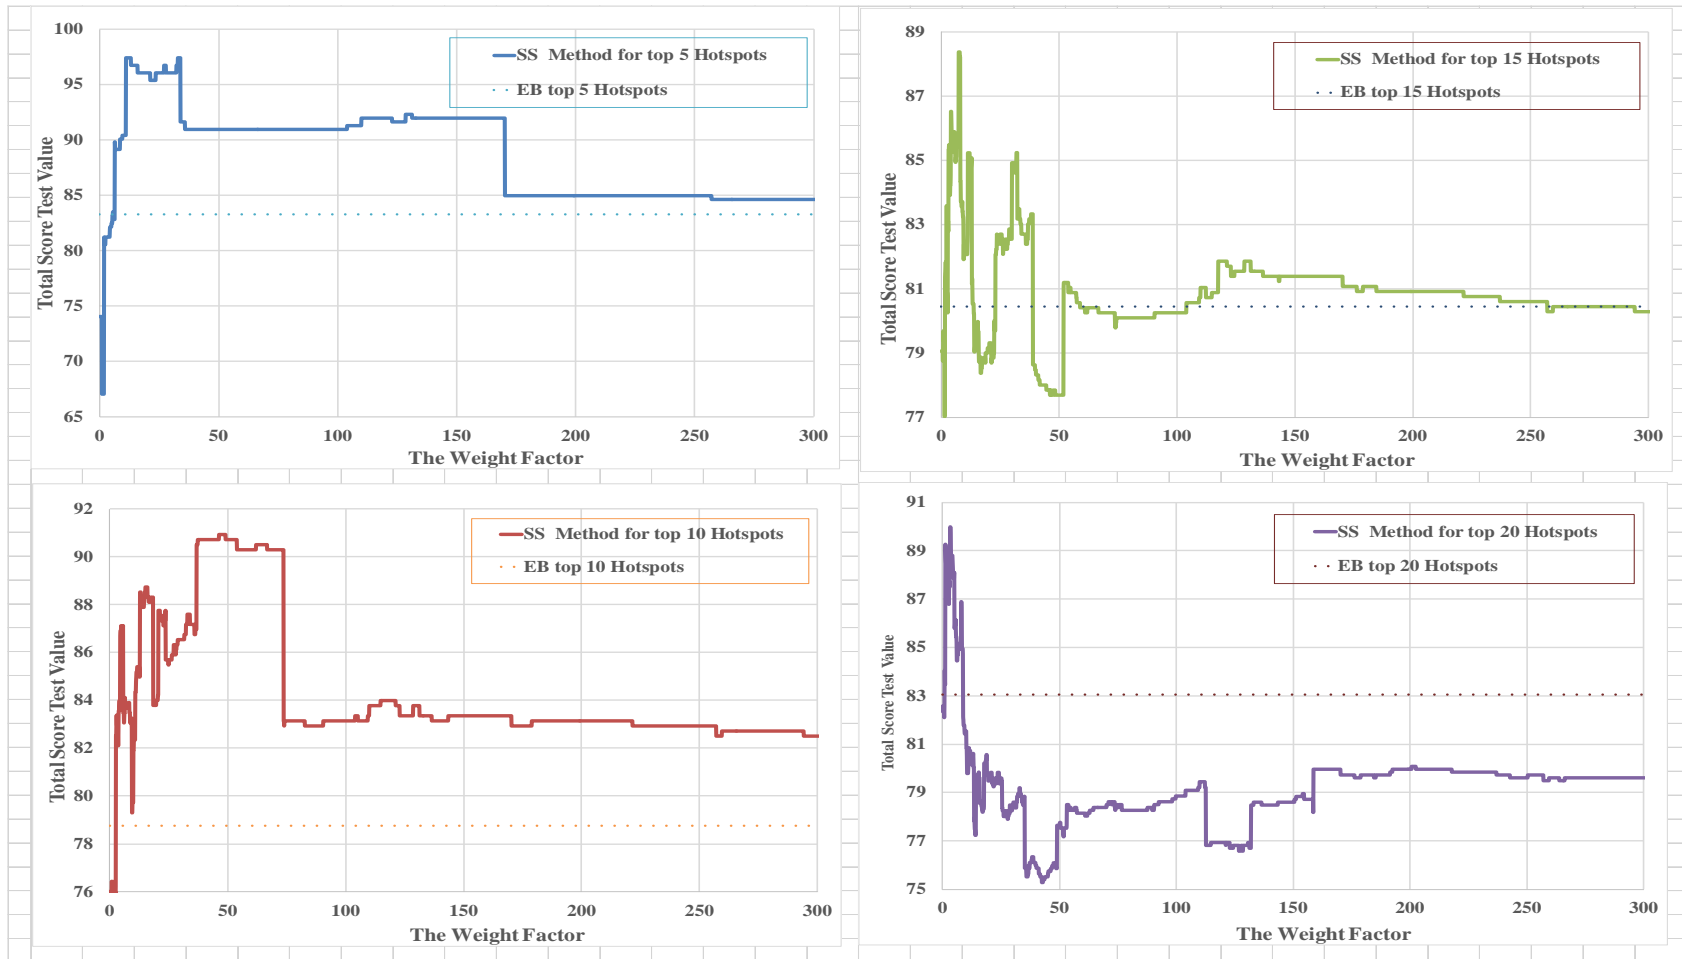 100
95
90
85
80
75
70
65
Total Score Test Value
SS Method for top 5 Hotspots
EB top 5 Hotspots
0 50 100 150 200 250 300
The Weight Factor
89
87
85
83
81
79
77
Total Score Test Value
SS Method for top 15 Hotspots
EB top 15 Hotspots
0 50 100 150 200 250 300
The Weight Factor
92
90
88
86
84
82
80
78
76
Total Score Test Value
SS Method for top 10 Hotspots
EB top 10 Hotspots
0 50 100 150 200 250 300
The Weight Factor
91
89
87
85
83
81
79
77
75
Total Score Test Value
SS Method for top 20 Hotspots
EB top 20 Hotspots
0 50 100 150 200 250 300
The Weight Factor